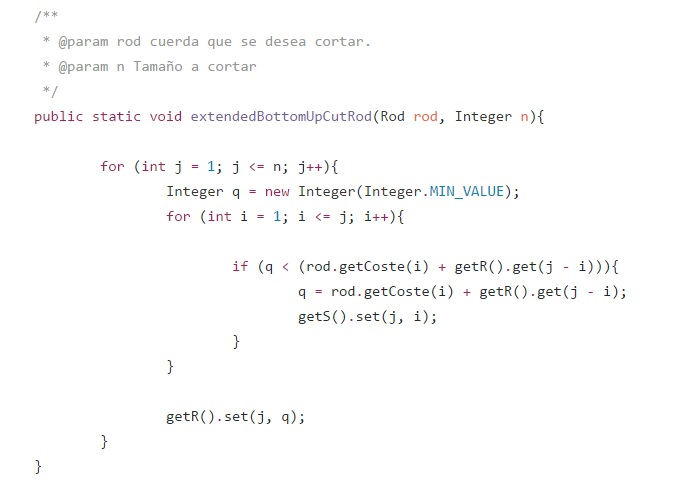 /**
 * @param rod cuerda que se desea cortar.
 * @param n Tamaño a cortar
 */
public static void extendedBottomUpCutRod(Rod rod, Integer n){
for (int j = 1; j <= n; j++){
Integer q = new Integer(Integer.MIN_VALUE);
for (int i = 1; i <= j; i++){
if (q < (rod.getCoste(i) + getR().get(j - i))){
q = rod.getCoste(i) + getR().get(j - i);
getS().set(j, i);
}
}
getR().set(j, q);
}
}